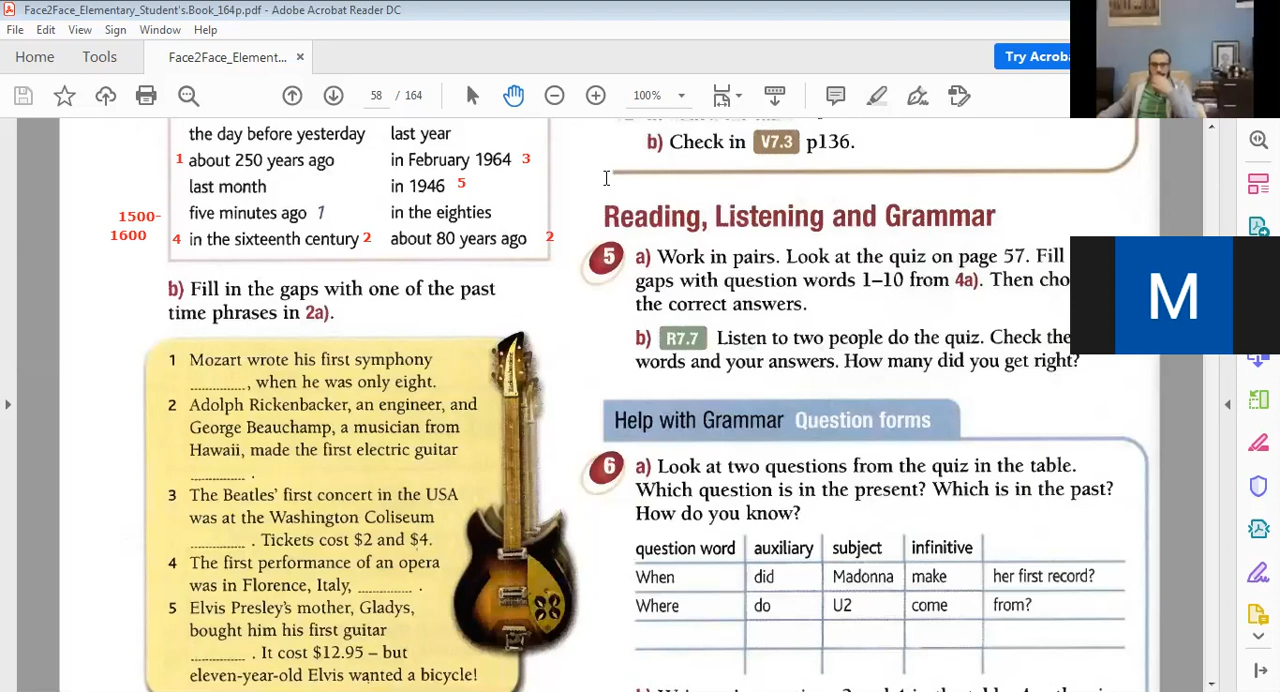 Face2Face_Elementary_Student's.Book_164p.pdf - Adobe Acrobat Reader DC
File Edit View Sign Window Help
Home Tools Face2Face_Element... × Try Acroba
58 / 164 100%
the day before yesterday last year
1 about 250 years ago in February 1964 3
last month in 1946 5
five minutes ago 1 in the eighties
1500-
1600
4 in the sixteenth century 2 about 80 years ago 2
b) Fill in the gaps with one of the past
time phrases in 2a).
1 Mozart wrote his first symphony
............, when he was only eight.
2 Adolph Rickenbacker, an engineer, and
George Beauchamp, a musician from
Hawaii, made the first electric guitar
............ .
3 The Beatles' first concert in the USA
was at the Washington Coliseum
............ . Tickets cost $2 and $4.
4 The first performance of an opera
was in Florence, Italy, ............ .
5 Elvis Presley's mother, Gladys,
bought him his first guitar
............ . It cost $12.95 – but
eleven-year-old Elvis wanted a bicycle!
b) Check in V7.3 p136.
Reading, Listening and Grammar
5 a) Work in pairs. Look at the quiz on page 57. Fill
gaps with question words 1–10 from 4a). Then cho
the correct answers.
b) R7.7 Listen to two people do the quiz. Check the
words and your answers. How many did you get right?
Help with Grammar Question forms
6 a) Look at two questions from the quiz in the table.
Which question is in the present? Which is in the past?
How do you know?
question word auxiliary subject infinitive
When did Madonna make her first record?
Where do U2 come from?
M